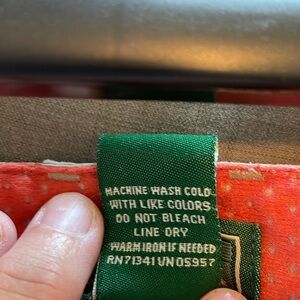 MACHINE WASH COLD
WITH LIKE COLORS
DO NOT BLEACH
LINE DRY
WARM IRON IF NEEDED
RN71341 VN05957